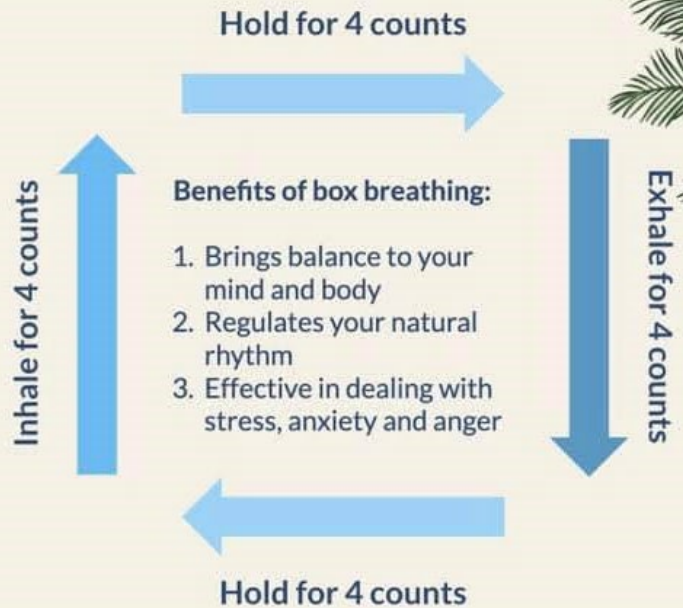 Hold for 4 counts
Inhale for 4 counts
Benefits of box breathing:
1. Brings balance to your
mind and body
2. Regulates your natural
rhythm
3. Effective in dealing with
stress, anxiety and anger
Exhale for 4 counts
Hold for 4 counts